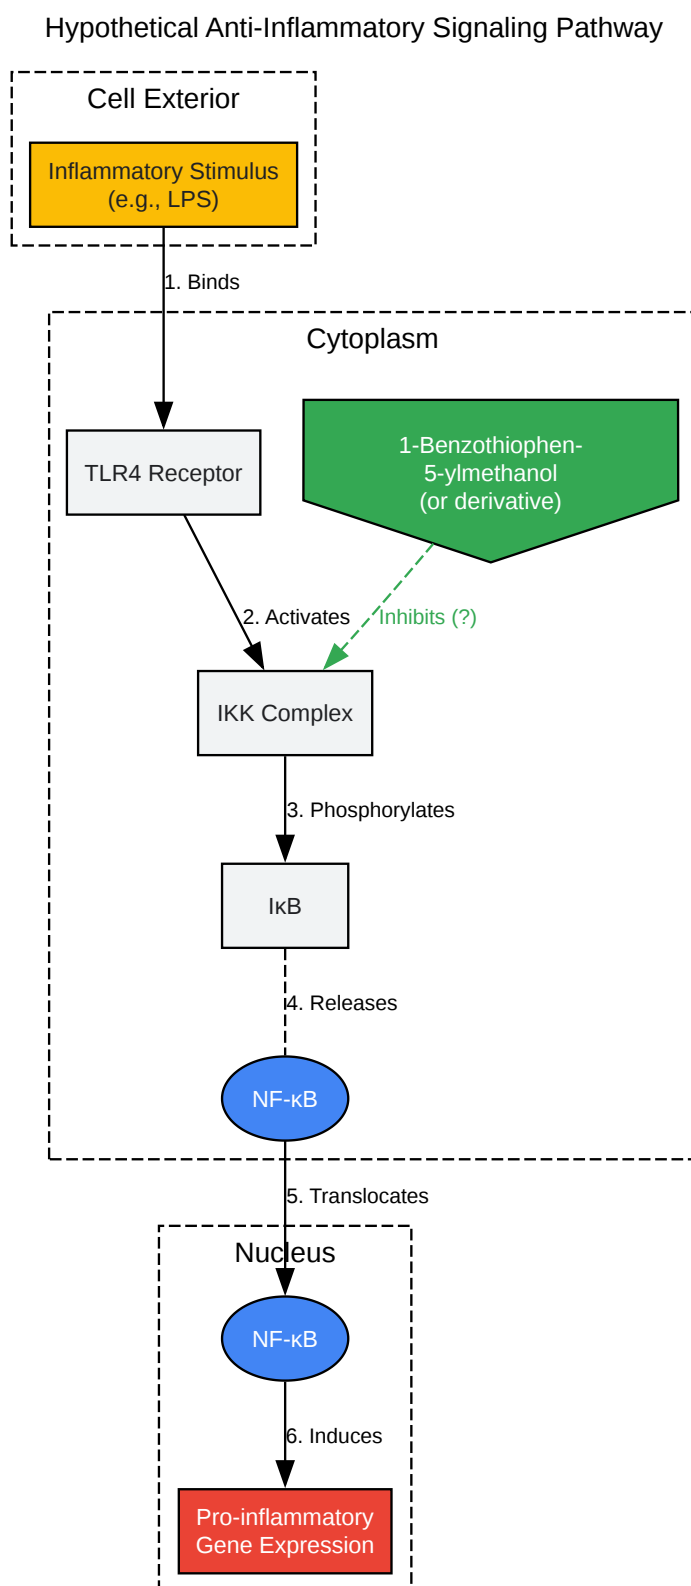 Hypothetical Anti-Inflammatory Signaling Pathway
Cell Exterior
Inflammatory Stimulus
(e.g., LPS)
1. Binds
Cytoplasm
TLR4 Receptor
1-Benzothiophen-
5-ylmethanol
(or derivative)
2. Activates
Inhibits (?)
IKK Complex
3. Phosphorylates
IκB
4. Releases
NF-κB
5. Translocates
Nucleus
NF-κB
6. Induces
Pro-inflammatory
Gene Expression